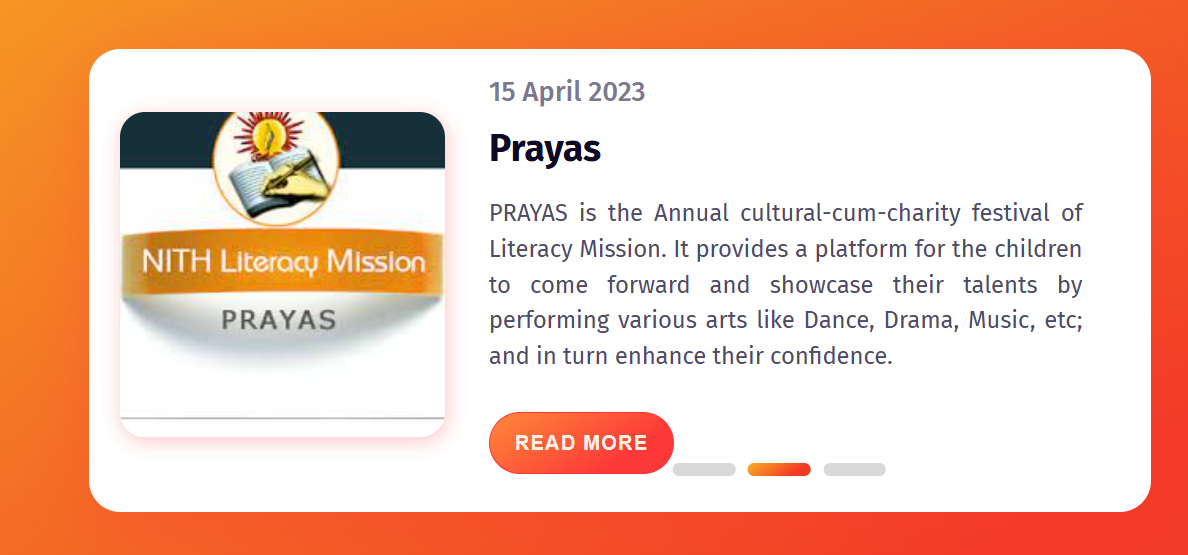 NITH Literacy Mission
PRAYAS
15 April 2023
Prayas
PRAYAS is the Annual cultural-cum-charity festival of
Literacy Mission. It provides a platform for the children
to come forward and showcase their talents by
performing various arts like Dance, Drama, Music, etc;
and in turn enhance their confidence.
READ MORE